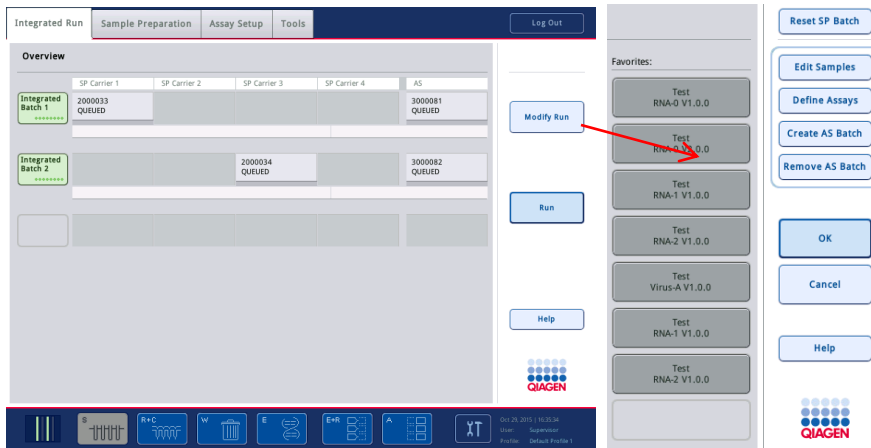 Integrated Run
Sample Preparation
Assay Setup
Tools
Log Out
Overview
SP Carrier 1
SP Carrier 2
SP Carrier 3
SP Carrier 4
AS
Integrated
Batch 1
2000033
QUEUED
3000081
QUEUED
Integrated
Batch 2
2000034
QUEUED
3000082
QUEUED
Modify Run
Run
Help
QIAGEN
S
R+C
W
E
E+R
A
Oct 29, 2015 | 16:35:34
User: Supervisor
Profile: Default Profile 1
Favorites:
Test
RNA-0 V1.0.0
Test
RNA-0 V2.0.0
Test
RNA-1 V1.0.0
Test
RNA-2 V1.0.0
Test
Virus-A V1.0.0
Test
RNA-1 V1.0.0
Test
RNA-2 V1.0.0
Reset SP Batch
Edit Samples
Define Assays
Create AS Batch
Remove AS Batch
OK
Cancel
Help
QIAGEN